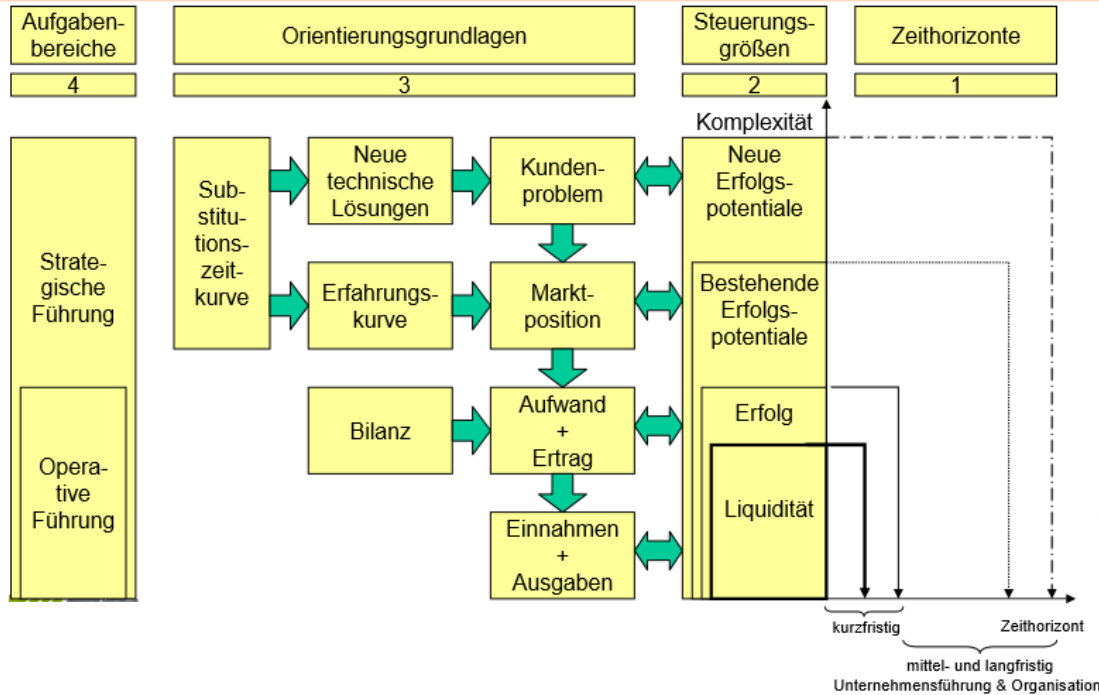 Aufgaben-
bereiche
Orientierungsgrundlagen
Steuerungs-
größen
Zeithorizonte
4
3
2
1
Komplexität
Strate-
gische
Führung
Opera-
tive
Führung
Sub-
stitu-
tions-
zeit-
kurve
Neue
technische
Lösungen
Kunden-
problem
Neue
Erfolgs-
potentiale
Erfahrungs-
kurve
Markt-
position
Bestehende
Erfolgs-
potentiale
Bilanz
Aufwand
+
Ertrag
Erfolg
Einnahmen
+
Ausgaben
Liquidität
kurzfristig
Zeithorizont
mittel- und langfristig
Unternehmensführung & Organisation